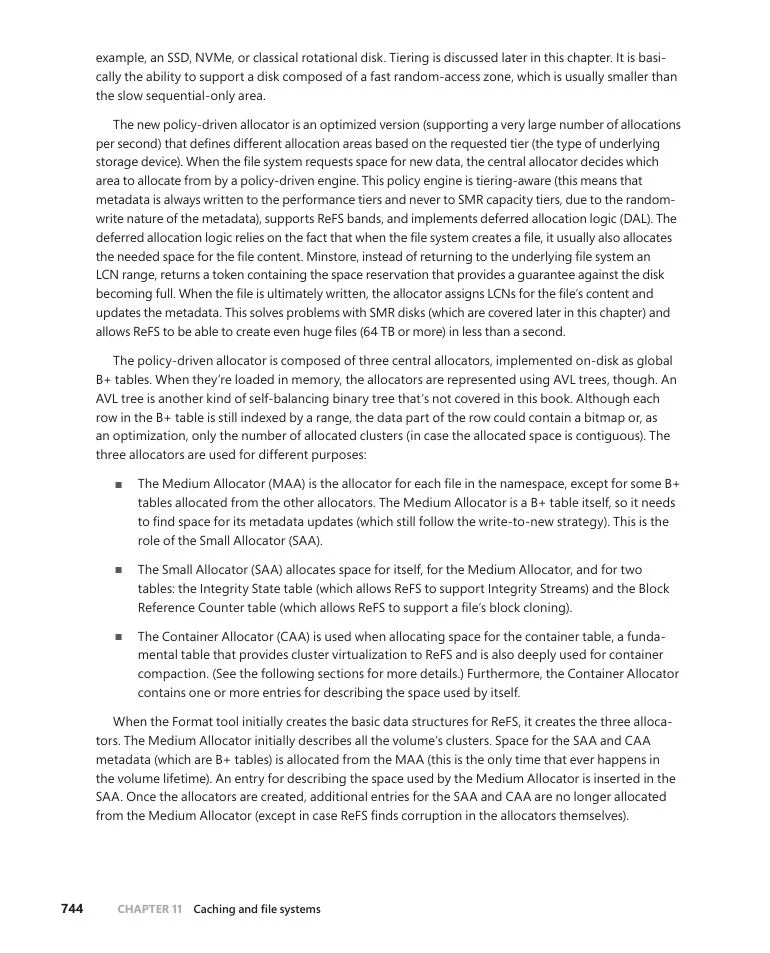 example, an SSD, NVMe, or classical rotational disk. Tiering is discussed later in this chapter. It is basi-
cally the ability to support a disk composed of a fast random-access zone, which is usually smaller than
the slow sequential-only area.
The new policy-driven allocator is an optimized version (supporting a very large number of allocations
per second) that defines different allocation areas based on the requested tier (the type of underlying
storage device). When the file system requests space for new data, the central allocator decides which
area to allocate from by a policy-driven engine. This policy engine is tiering-aware (this means that
metadata is always written to the performance tiers and never to SMR capacity tiers, due to the random-
write nature of the metadata), supports ReFS bands, and implements deferred allocation logic (DAL). The
deferred allocation logic relies on the fact that when the file system creates a file, it usually also allocates
the needed space for the file content. Minstore, instead of returning to the underlying file system an
LCN range, returns a token containing the space reservation that provides a guarantee against the disk
becoming full. When the file is ultimately written, the allocator assigns LCNs for the file's content and
updates the metadata. This solves problems with SMR disks (which are covered later in this chapter) and
allows ReFS to be able to create even huge files (64 TB or more) in less than a second.
The policy-driven allocator is composed of three central allocators, implemented on-disk as global
B+ tables. When they're loaded in memory, the allocators are represented using AVL trees, though. An
AVL tree is another kind of self-balancing binary tree that's not covered in this book. Although each
row in the B+ table is still indexed by a range, the data part of the row could contain a bitmap or, as
an optimization, only the number of allocated clusters (in case the allocated space is contiguous). The
three allocators are used for different purposes:
■ The Medium Allocator (MAA) is the allocator for each file in the namespace, except for some B+
tables allocated from the other allocators. The Medium Allocator is a B+ table itself, so it needs
to find space for its metadata updates (which still follow the write-to-new strategy). This is the
role of the Small Allocator (SAA).
■ The Small Allocator (SAA) allocates space for itself, for the Medium Allocator, and for two
tables: the Integrity State table (which allows ReFS to support Integrity Streams) and the Block
Reference Counter table (which allows ReFS to support a file's block cloning).
■ The Container Allocator (CAA) is used when allocating space for the container table, a funda-
mental table that provides cluster virtualization to ReFS and is also deeply used for container
compaction. (See the following sections for more details.) Furthermore, the Container Allocator
contains one or more entries for describing the space used by itself.
When the Format tool initially creates the basic data structures for ReFS, it creates the three alloca-
tors. The Medium Allocator initially describes all the volume's clusters. Space for the SAA and CAA
metadata (which are B+ tables) is allocated from the MAA (this is the only time that ever happens in
the volume lifetime). An entry for describing the space used by the Medium Allocator is inserted in the
SAA. Once the allocators are created, additional entries for the SAA and CAA are no longer allocated
from the Medium Allocator (except in case ReFS finds corruption in the allocators themselves).
744 CHAPTER 11 Caching and file systems